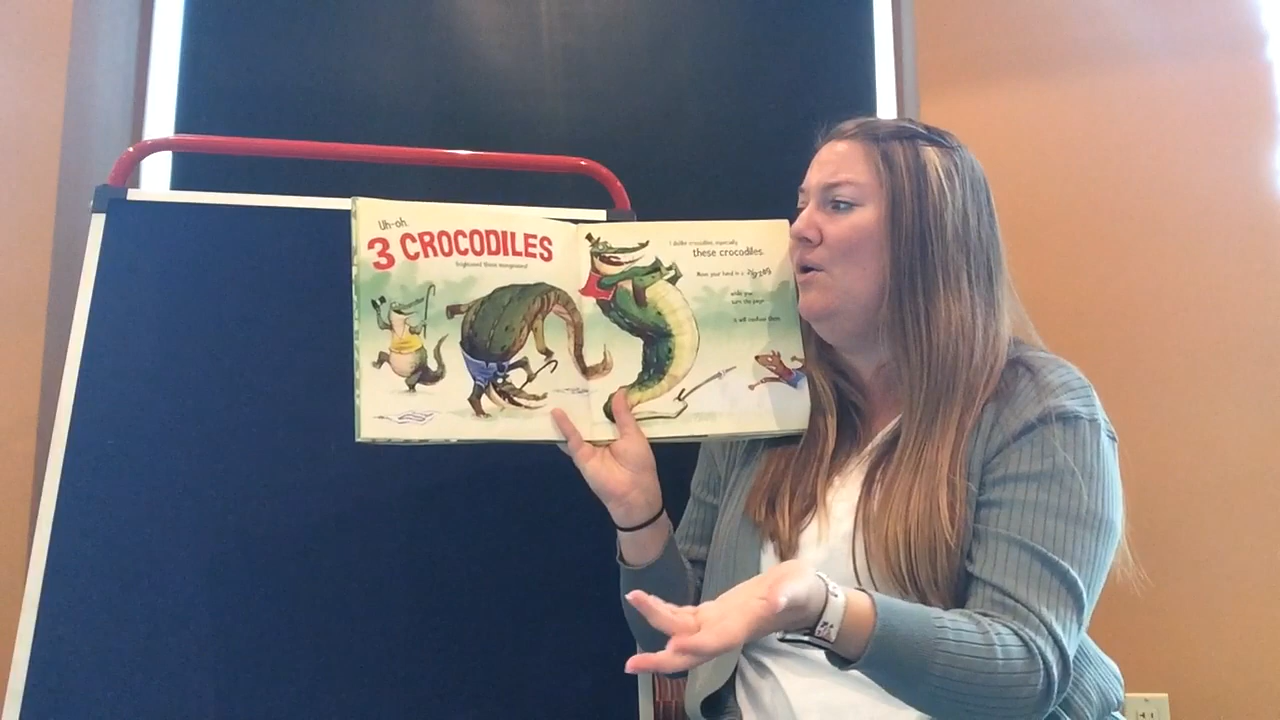 Uh-oh.
3 CROCODILES
frightened those mongooses!
I dislike crocodiles, especially
these crocodiles.
Move your hand in a zigzag
while you
turn the page.
It will confuse them.